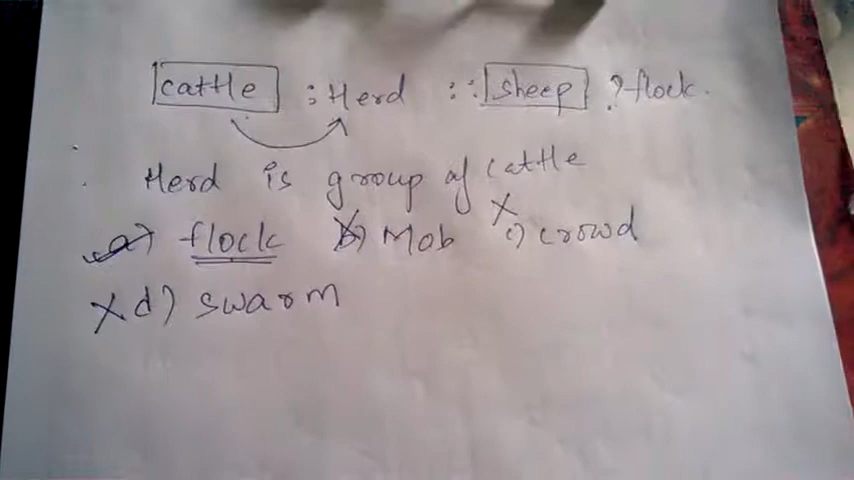 cattle : Herd :: sheep ? flock.
Herd is group of cattle
a) flock b) Mob c) crowd
d) swarm